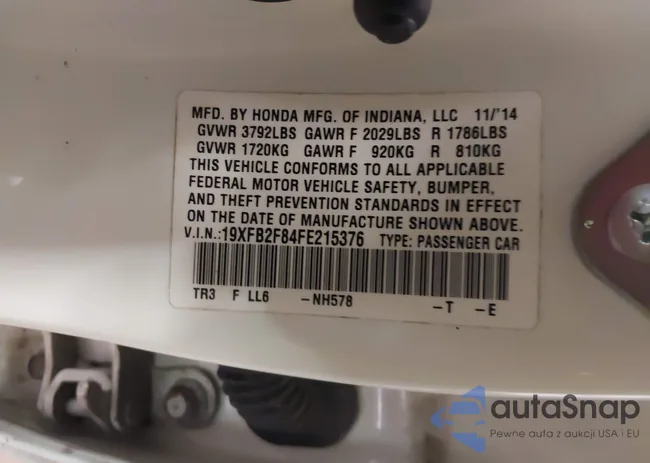 MFD. BY HONDA MFG. OF INDIANA, LLC 11/'14
GVWR 3792LBS GAWR F 2029LBS R 1786LBS
GVWR 1720KG GAWR F 920KG R 810KG
THIS VEHICLE CONFORMS TO ALL APPLICABLE
FEDERAL MOTOR VEHICLE SAFETY, BUMPER,
AND THEFT PREVENTION STANDARDS IN EFFECT
ON THE DATE OF MANUFACTURE SHOWN ABOVE.
V.I.N.:19XFB2F84FE215376 TYPE: PASSENGER CAR
TR3 F LL6 -NH578 -T -E
autaSnap
Pewne auta z aukcji USA i EU